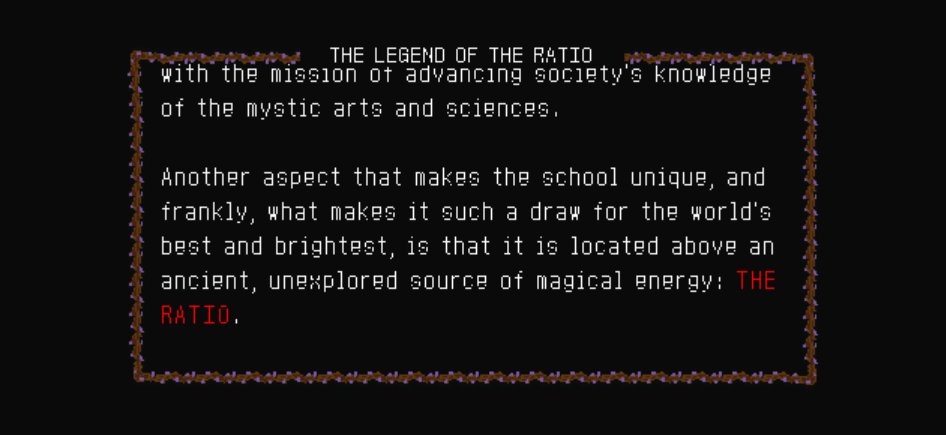 THE LEGEND OF THE RATIO
with the mission of advancing society's knowledge
of the mystic arts and sciences.
Another aspect that makes the school unique, and
frankly, what makes it such a draw for the world's
best and brightest, is that it is located above an
ancient, unexplored source of magical energy: THE
RATIO.